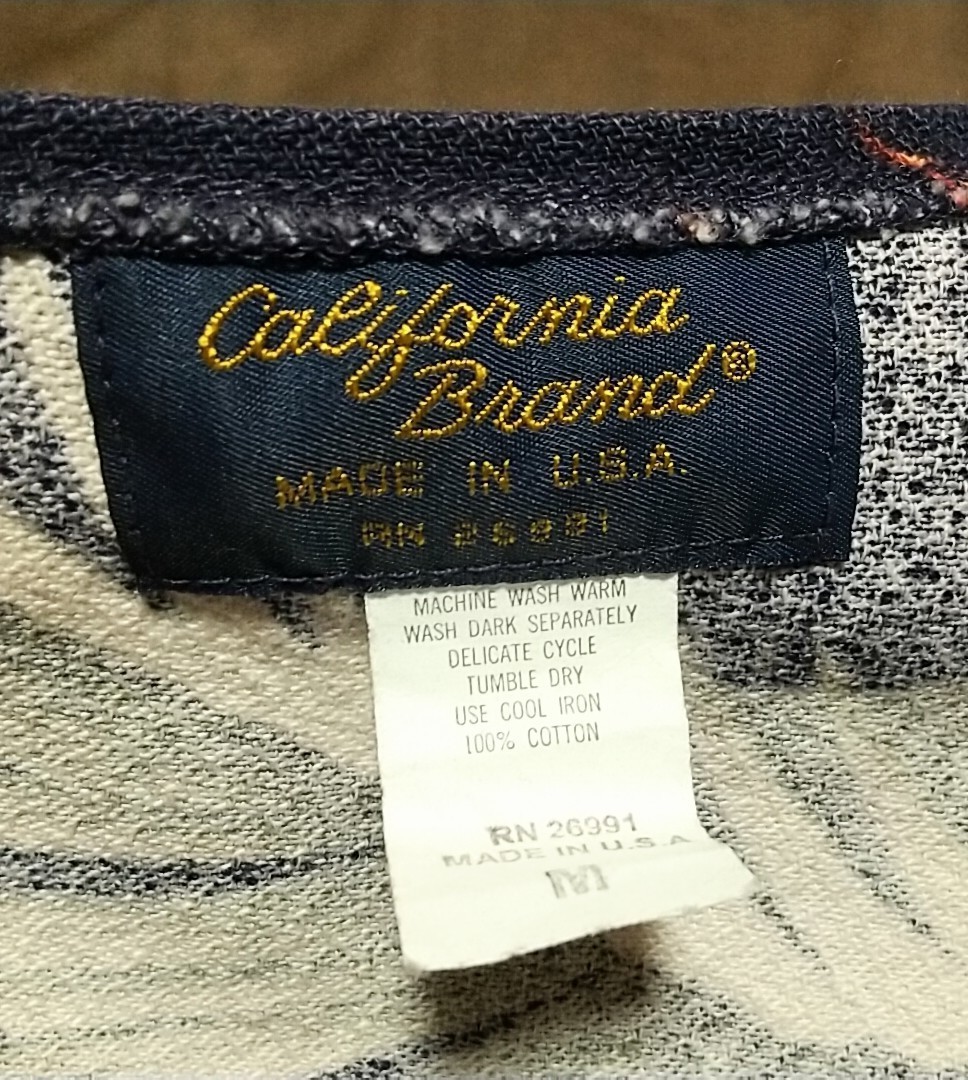 California
Brand®
MADE IN U.S.A.
RN 26991
MACHINE WASH WARM
WASH DARK SEPARATELY
DELICATE CYCLE
TUMBLE DRY
USE COOL IRON
100% COTTON
RN 26991
MADE IN U.S.A
M